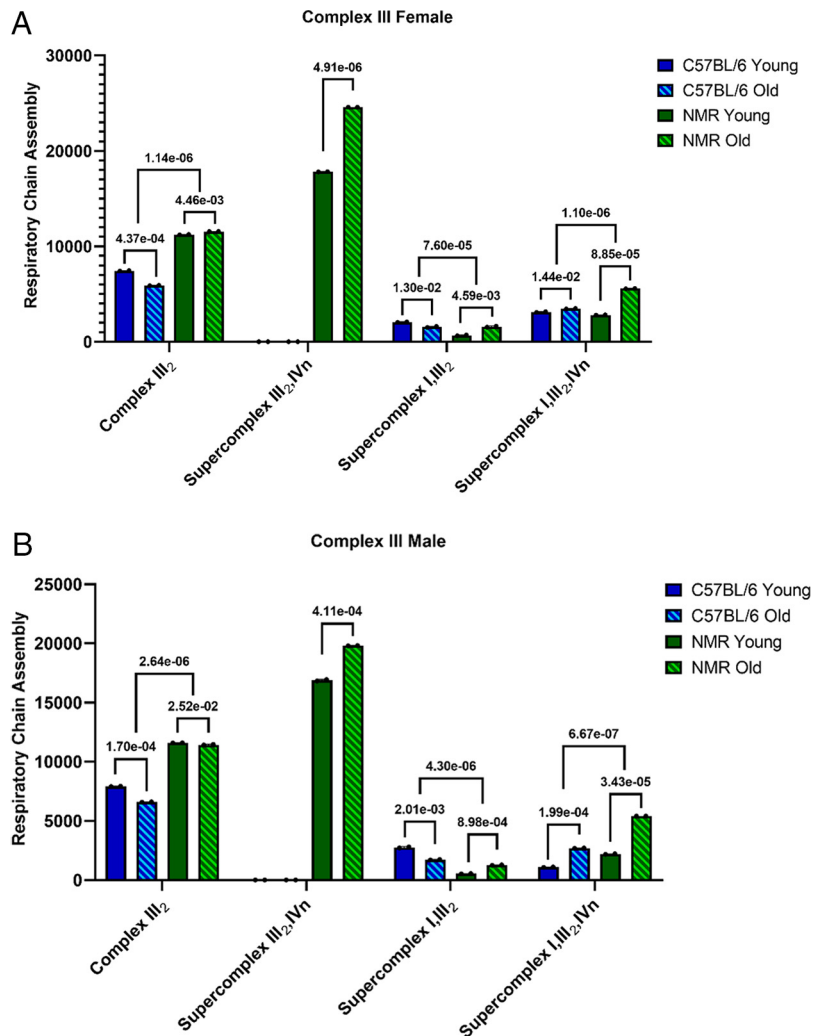 A
Complex III Female
Respiratory Chain Assembly
30000
20000
10000
0
1.14e-06
4.37e-04
4.46e-03
4.91e-06
7.60e-05
1.30e-02
4.59e-03
1.10e-06
1.44e-02
8.85e-05
Complex III₂
Supercomplex III₂,IVn
Supercomplex I,III₂
Supercomplex I,III₂,IVn
C57BL/6 Young
C57BL/6 Old
NMR Young
NMR Old
B
Complex III Male
Respiratory Chain Assembly
25000
20000
15000
10000
5000
0
2.64e-06
1.70e-04
2.52e-02
4.11e-04
4.30e-06
2.01e-03
8.98e-04
6.67e-07
1.99e-04
3.43e-05
Complex III₂
Supercomplex III₂,IVn
Supercomplex I,III₂
Supercomplex I,III₂,IVn
C57BL/6 Young
C57BL/6 Old
NMR Young
NMR Old